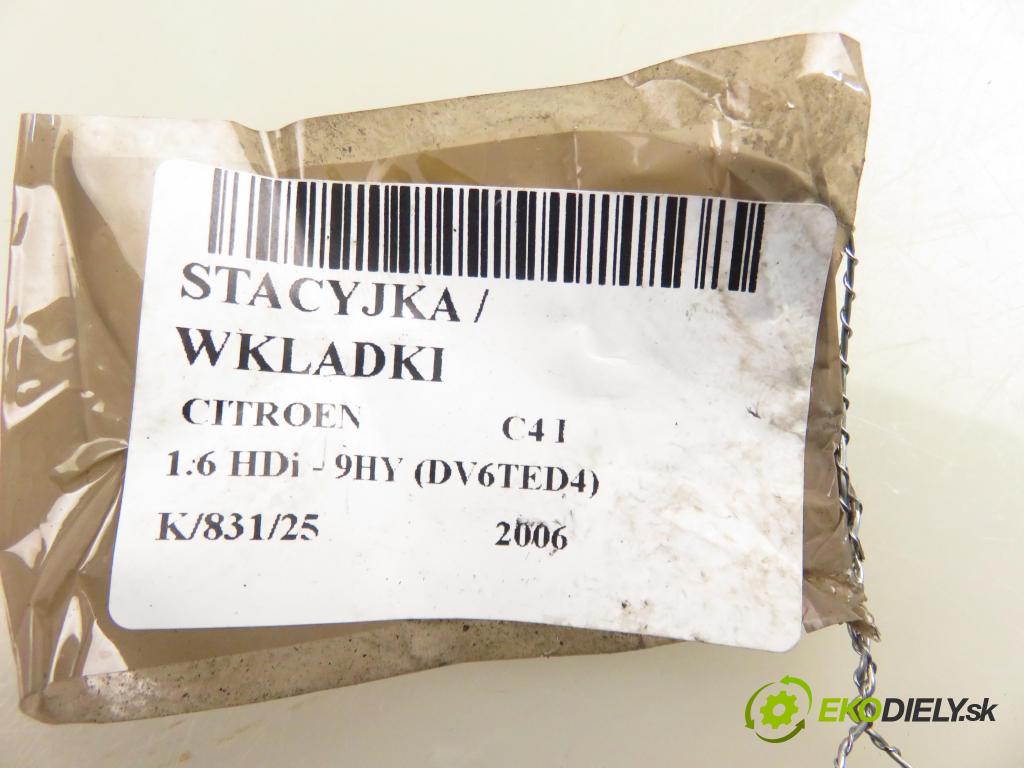 STACYJKA /
WKLADKI
CITROEN C4 I
1.6 HDi - 9HY (DV6TED4)
K/831/25 2006
EKODIELY.sk